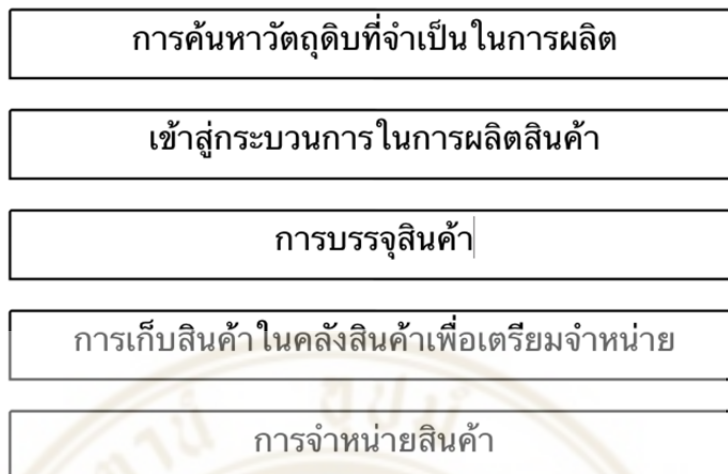 การค้นหาวัตถุดิบที่จำเป็นในการผลิต
เข้าสู่กระบวนการในการผลิตสินค้า
การบรรจุสินค้า
การเก็บสินค้าในคลังสินค้าเพื่อเตรียมจำหน่าย
การจำหน่ายสินค้า